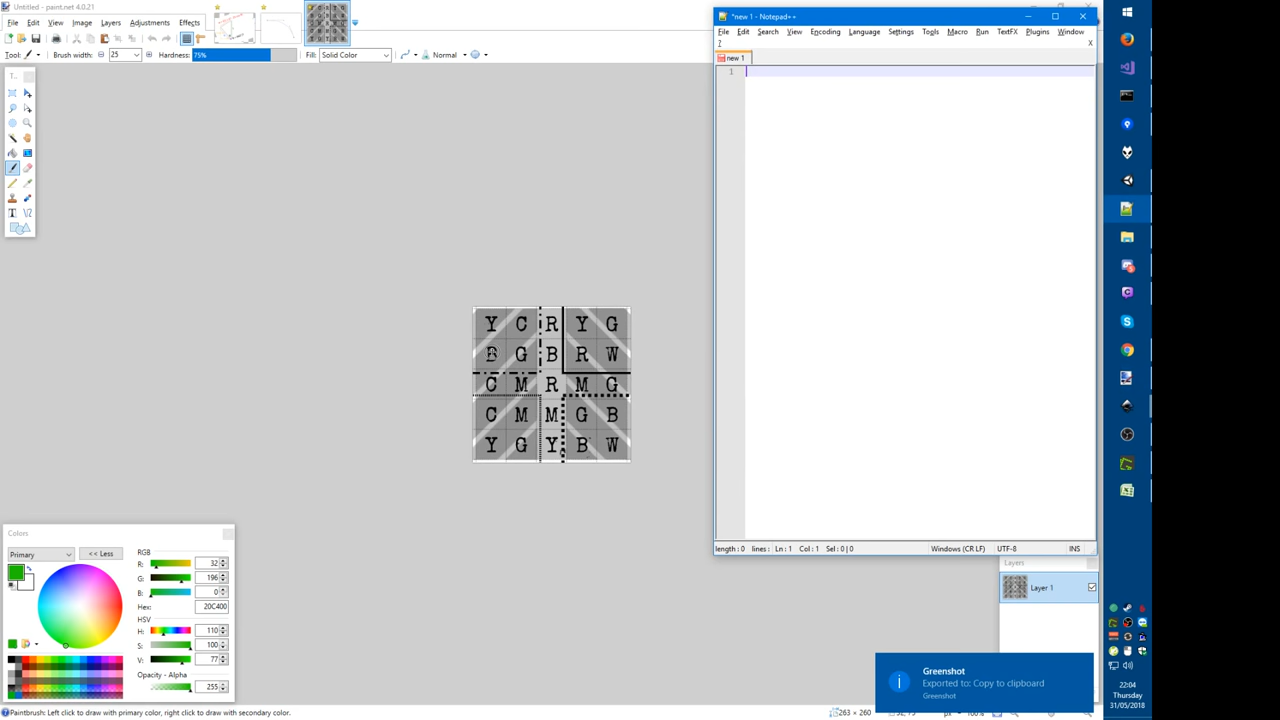 Untitled - Paint.net 4.0.21
File Edit View Image Layers Adjustments Effects
Tool: Brush width: 25 Hardness: 75% Fill: Solid Color Normal
T...
*new 1 - Notepad++
File Edit Search View Encoding Language Settings Tools Macro Run TextFX Plugins Window
? X
new 1
1
Y C R Y G
B G B R W
C M R M G
C M M G B
Y G Y B W
length : 0 lines : Ln : 1 Col : 1 Sel : 0 | 0 Windows (CR LF) UTF-8 INS
Layers
Layer 1
Colors
Primary << Less
RGB
R: 32
G: 196
B: 0
Hex: 20C400
HSV
H: 110
S: 100
V: 77
Opacity - Alpha
255
Greenshot
Exported to: Copy to clipboard
Greenshot
22:04
Thursday
31/05/2018
Paintbrush: Left click to draw with primary color, right click to draw with secondary color.
263 × 260
px
100%